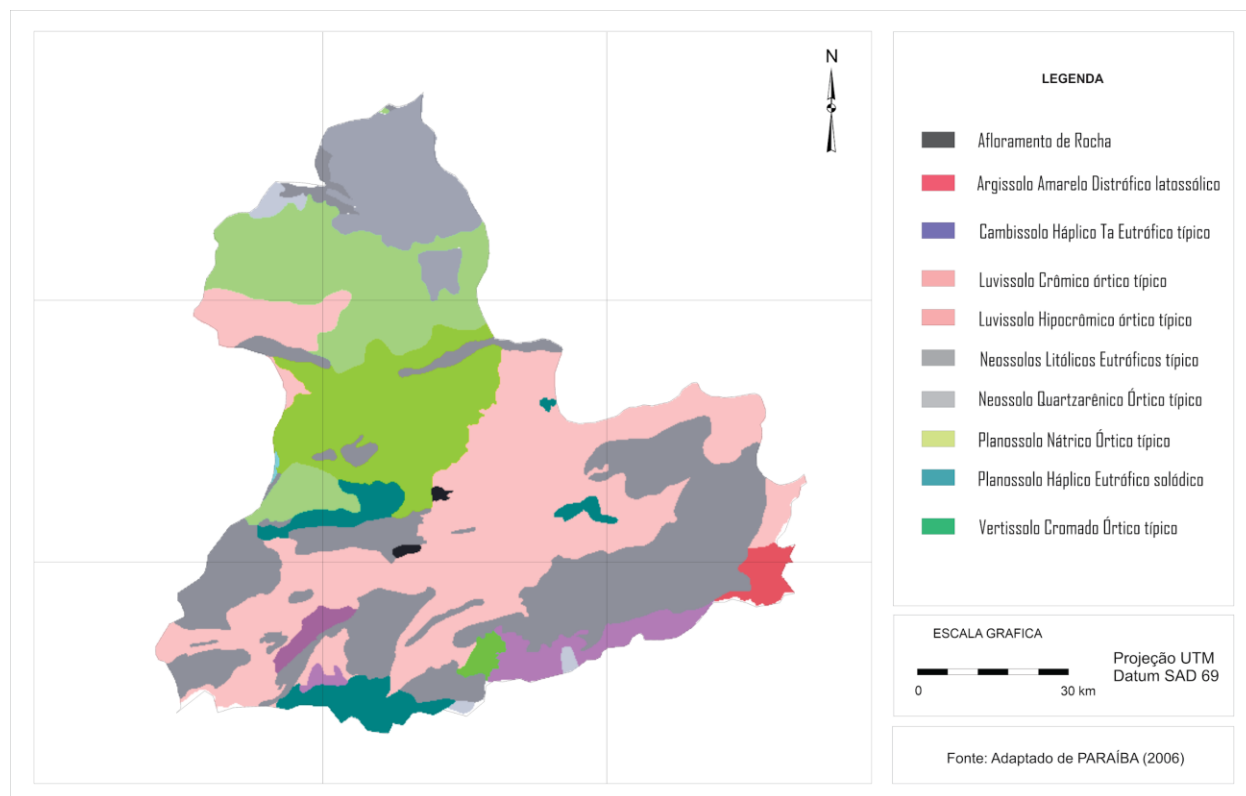 N
LEGENDA
Afloramento de Rocha
Argissolo Amarelo Distrófico latossólico
Cambissolo Háplico Ta Eutrófico típico
Luvissolo Crômico órtico típico
Luvissolo Hipocrômico órtico típico
Neossolos Litólicos Eutróficos típico
Neossolo Quartzarênico Órtico típico
Planossolo Nátrico Órtico típico
Planossolo Háplico Eutrófico solódico
Vertissolo Cromado Órtico típico
ESCALA GRAFICA
0 30 km
Projeção UTM
Datum SAD 69
Fonte: Adaptado de PARAÍBA (2006)